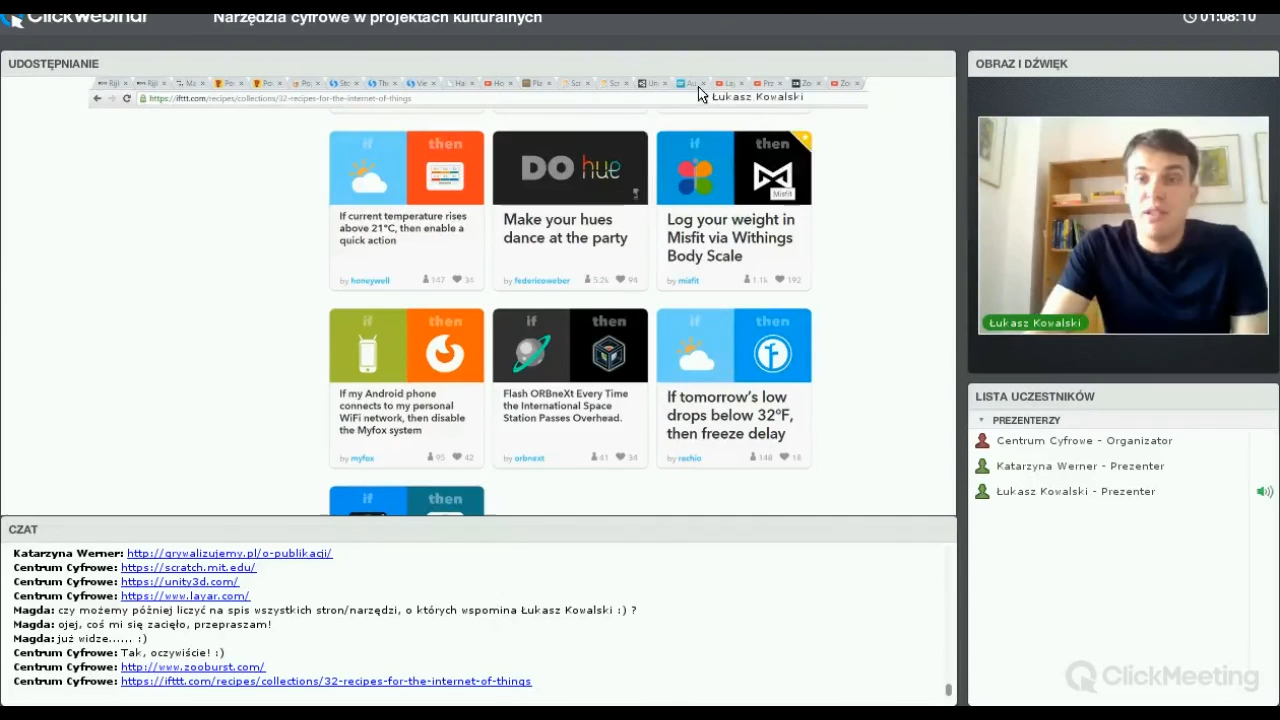 ClickWebinar
Narzędzia cyfrowe w projektach kulturalnych
01:08:10
UDOSTĘPNIANIE
https://ifttt.com/recipes/collections/32-recipes-for-the-internet-of-things
Łukasz Kowalski
if then
If current temperature rises
above 21°C, then enable a
quick action
by honeywell 147 34
DO hue
Make your hues
dance at the party
by federicoweber 5.2k 94
if then
Misfit
Log your weight in
Misfit via Withings
Body Scale
by misfit 1.1k 192
if then
If my Android phone
connects to my personal
WiFi network, then disable
the Myfox system
by myfox 95 42
if then
Flash ORBneXt Every Time
the International Space
Station Passes Overhead.
by orbnext 41 34
if then
If tomorrow's low
drops below 32°F,
then freeze delay
by rachio 148 18
if then
OBRAZ I DŹWIĘK
Łukasz Kowalski
LISTA UCZESTNIKÓW
PREZENTERZY
Centrum Cyfrowe - Organizator
Katarzyna Werner - Prezenter
Łukasz Kowalski - Prezenter
CZAT
Katarzyna Werner: http://grywalizujemy.pl/o-publikacji/
Centrum Cyfrowe: https://scratch.mit.edu/
Centrum Cyfrowe: https://unity3d.com/
Centrum Cyfrowe: https://www.layar.com/
Magda: czy możemy później liczyć na spis wszystkich stron/narzędzi, o których wspomina Łukasz Kowalski :) ?
Magda: ojej, coś mi się zacięło, przepraszam!
Magda: już widze...... :)
Centrum Cyfrowe: Tak, oczywiście! :)
Centrum Cyfrowe: http://www.zooburst.com/
Centrum Cyfrowe: https://ifttt.com/recipes/collections/32-recipes-for-the-internet-of-things
ClickMeeting